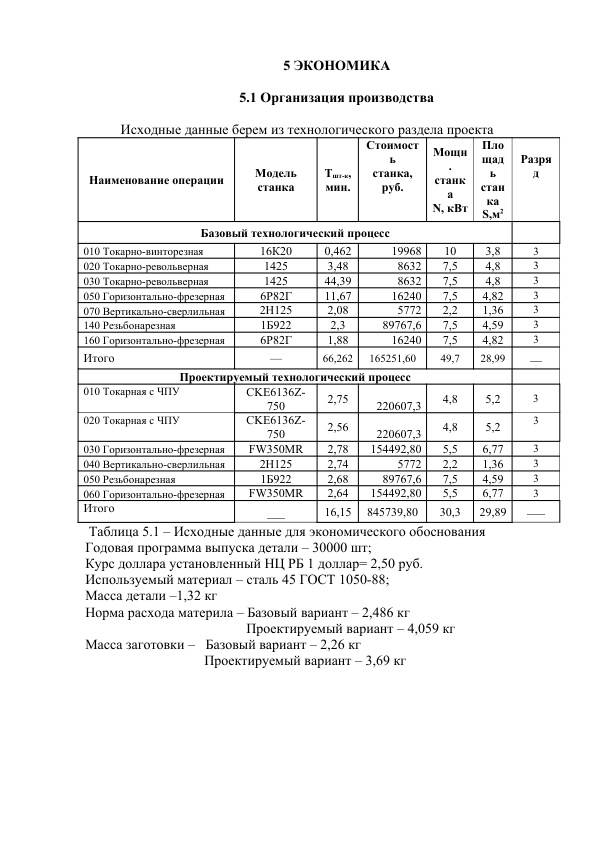 5 ЭКОНОМИКА
5.1 Организация производства
Исходные данные берем из технологического раздела проекта
Наименование операции Модель станка Тшт-к, мин. Стоимость станка, руб. Мощн. станка N, кВт Площадь станка S,м² Разряд
Базовый технологический процесс
010 Токарно-винторезная 16К20 0,462 19968 10 3,8 3
020 Токарно-револьверная 1425 3,48 8632 7,5 4,8 3
030 Токарно-револьверная 1425 44,39 8632 7,5 4,8 3
050 Горизонтально-фрезерная 6Р82Г 11,67 16240 7,5 4,82 3
070 Вертикально-сверлильная 2Н125 2,08 5772 2,2 1,36 3
140 Резьбонарезная 1Б922 2,3 89767,6 7,5 4,59 3
160 Горизонтально-фрезерная 6Р82Г 1,88 16240 7,5 4,82 3
Итого — 66,262 165251,60 49,7 28,99 __
Проектируемый технологический процесс
010 Токарная с ЧПУ CKE6136Z-750 2,75 220607,3 4,8 5,2 3
020 Токарная с ЧПУ CKE6136Z-750 2,56 220607,3 4,8 5,2 3
030 Горизонтально-фрезерная FW350MR 2,78 154492,80 5,5 6,77 3
040 Вертикально-сверлильная 2Н125 2,74 5772 2,2 1,36 3
050 Резьбонарезная 1Б922 2,68 89767,6 7,5 4,59 3
060 Горизонтально-фрезерная FW350MR 2,64 154492,80 5,5 6,77 3
Итого ___ 16,15 845739,80 30,3 29,89 ___
Таблица 5.1 – Исходные данные для экономического обоснования
Годовая программа выпуска детали – 30000 шт;
Курс доллара установленный НЦ РБ 1 доллар= 2,50 руб.
Используемый материал – сталь 45 ГОСТ 1050-88;
Масса детали –1,32 кг
Норма расхода материла – Базовый вариант – 2,486 кг
Проектируемый вариант – 4,059 кг
Масса заготовки – Базовый вариант – 2,26 кг
Проектируемый вариант – 3,69 кг